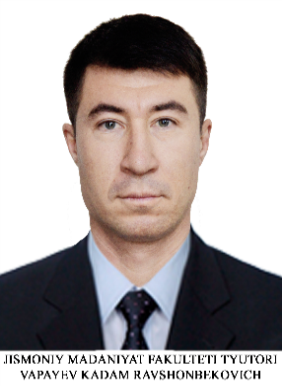 JISMONIY MADANIYAT FAKULTETI TYUTORI
VAPAYEV KADAM RAVSHONBEKOVICH